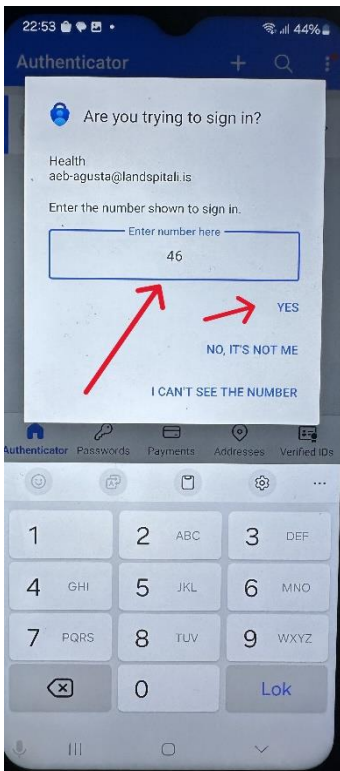 22:53
44%
Authenticator
Are you trying to sign in?
Health
aeb-agusta@landspitali.is
Enter the number shown to sign in.
Enter number here
46
YES
NO, IT'S NOT ME
I CAN'T SEE THE NUMBER
Authenticator Passwords Payments Addresses Verified IDs
1 2 ABC 3 DEF
4 GHI 5 JKL 6 MNO
7 PQRS 8 TUV 9 WXYZ
0 Lok